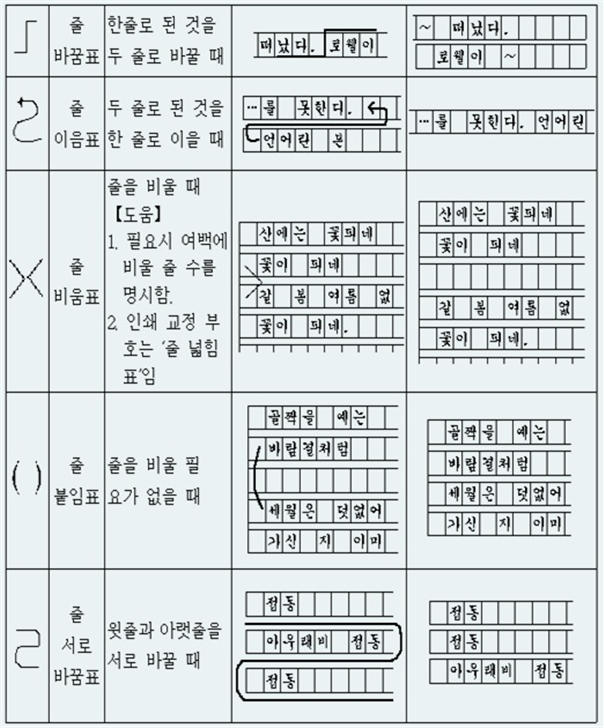 줄 바꿈표
한줄로 된 것을
두 줄로 바꿀 때
떠났다. 로웰이
~ 떠났다.
로웰이 ~
줄 이음표
두 줄로 된 것을
한 줄로 이을 때
…를 못한다.
언어란 본
…를 못한다. 언어란
줄 비움표
줄을 비울 때
【도움】
1. 필요시 여백에
비울 줄 수를
명시함.
2. 인쇄 교정 부
호는 '줄 넓힘
표'임
산에는 꽃피네
꽃이 피네
갈 봄 여름 없
꽃이 피네.
산에는 꽃피네
꽃이 피네
갈 봄 여름 없
꽃이 피네.
줄 붙임표
줄을 비울 필
요가 없을 때
골짝을 예는
바람결처럼
세월은 덧없어
가신 지 이미
골짝을 예는
바람결처럼
세월은 덧없어
가신 지 이미
줄 서로 바꿈표
윗줄과 아랫줄을
서로 바꿀 때
접동
아우래비 접동
접동
접동
접동
아우래비 접동